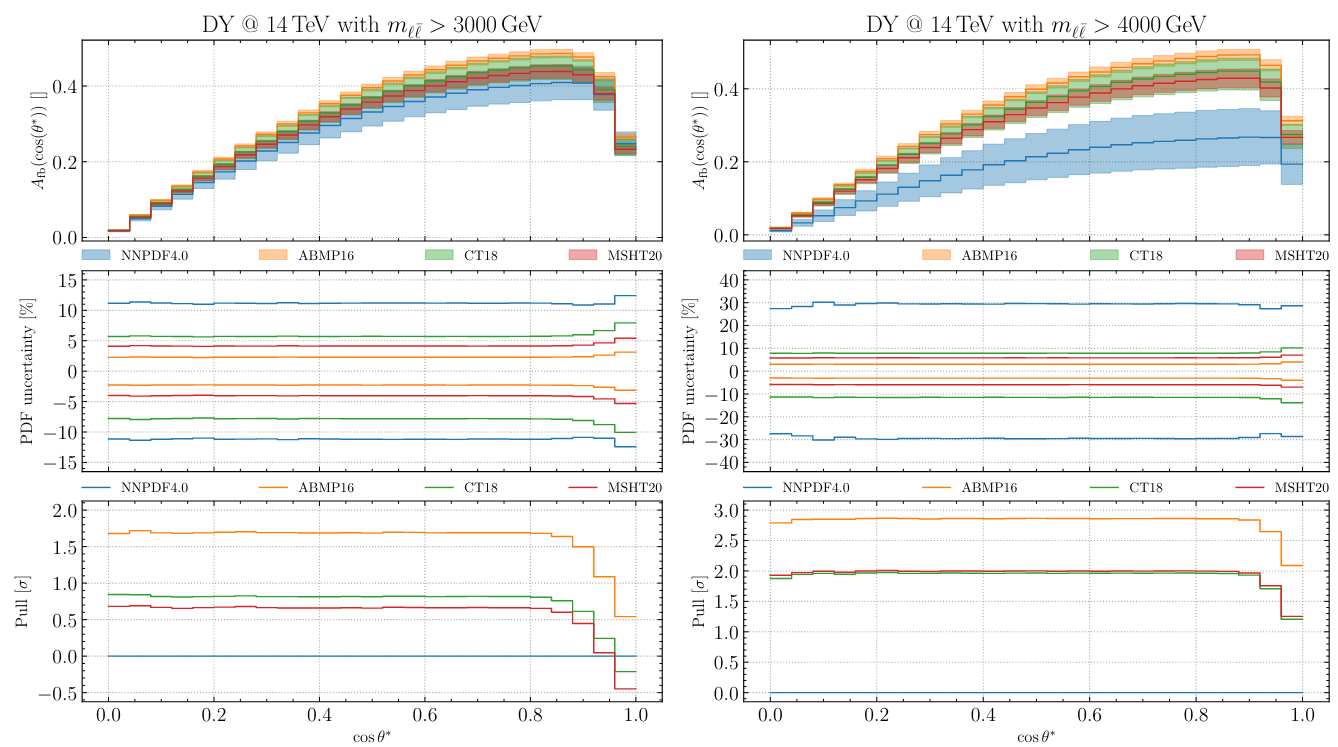 DY @ 14 TeV with m_{ℓℓ̄} > 3000 GeV
A_{fb}(cos(θ*)) []
0.4
0.2
0.0
NNPDF4.0 ABMP16 CT18 MSHT20
PDF uncertainty [%]
15
10
5
0
−5
−10
−15
NNPDF4.0 ABMP16 CT18 MSHT20
Pull [σ]
2.0
1.5
1.0
0.5
0.0
−0.5
0.0 0.2 0.4 0.6 0.8 1.0
cos θ*
DY @ 14 TeV with m_{ℓℓ̄} > 4000 GeV
A_{fb}(cos(θ*)) []
0.4
0.2
0.0
NNPDF4.0 ABMP16 CT18 MSHT20
PDF uncertainty [%]
40
30
20
10
0
−10
−20
−30
−40
NNPDF4.0 ABMP16 CT18 MSHT20
Pull [σ]
3.0
2.5
2.0
1.5
1.0
0.5
0.0
0.0 0.2 0.4 0.6 0.8 1.0
cos θ*